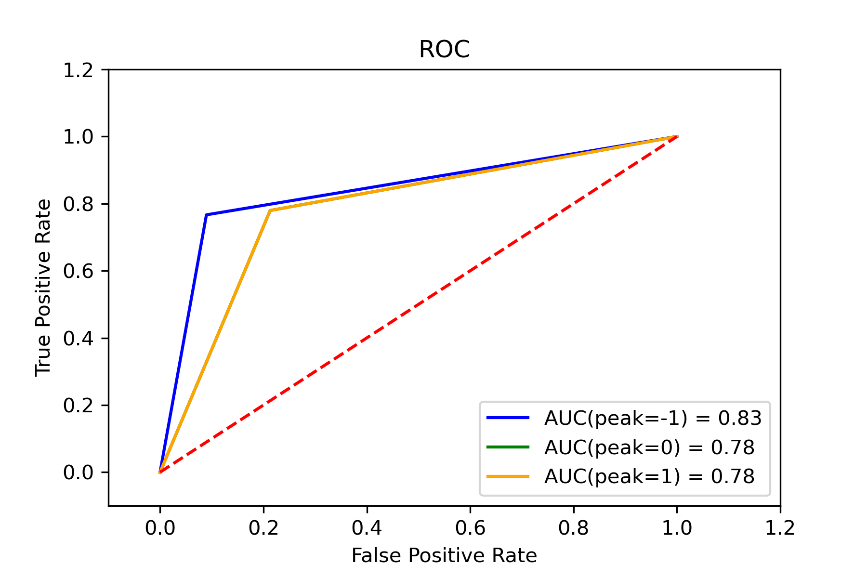 ROC
1.2
1.0
0.8
0.6
0.4
0.2
0.0
True Positive Rate
AUC(peak=-1) = 0.83
AUC(peak=0) = 0.78
AUC(peak=1) = 0.78
0.0 0.2 0.4 0.6 0.8 1.0 1.2
False Positive Rate